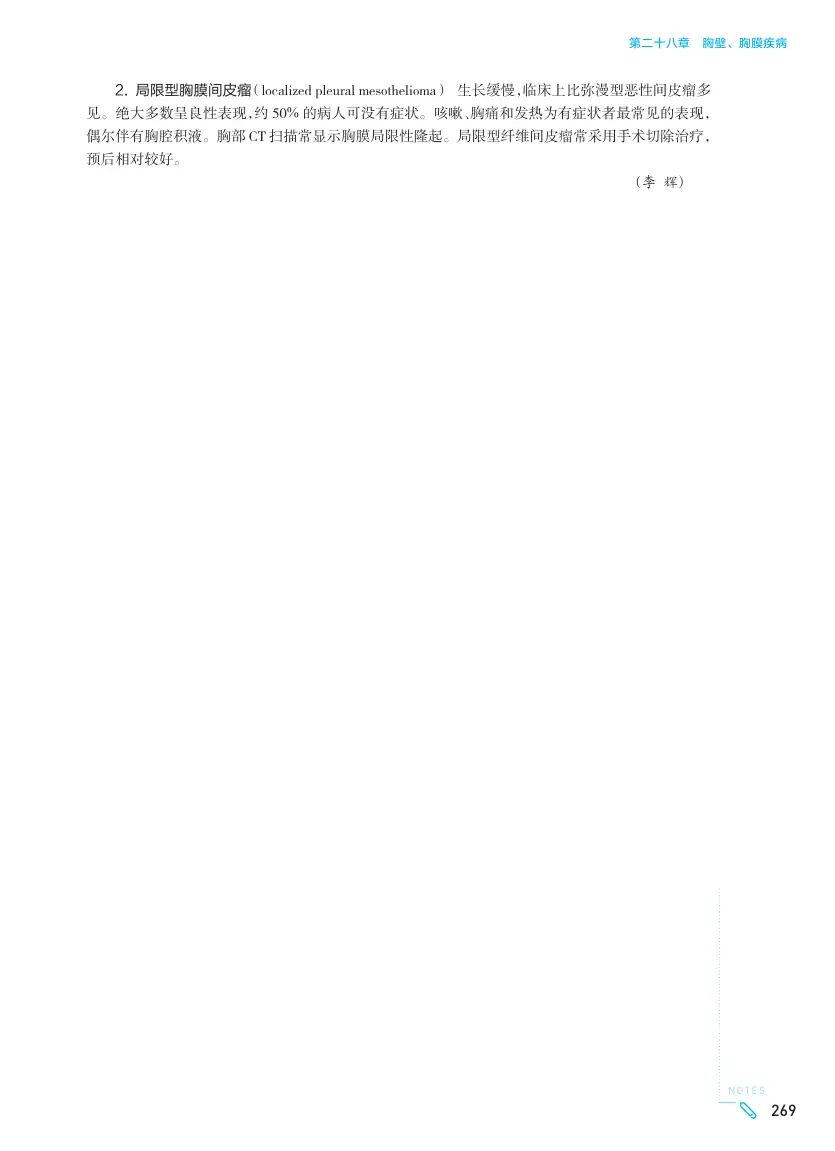 第二十八章 胸壁、胸膜疾病
2. 局限型胸膜间皮瘤(localized pleural mesothelioma) 生长缓慢,临床上比弥漫型恶性间皮瘤多
见。绝大多数呈良性表现,约 50% 的病人可没有症状。咳嗽、胸痛和发热为有症状者最常见的表现,
偶尔伴有胸腔积液。胸部 CT 扫描常显示胸膜局限性隆起。局限型纤维间皮瘤常采用手术切除治疗,
预后相对较好。
(李 辉)
NOTES
269